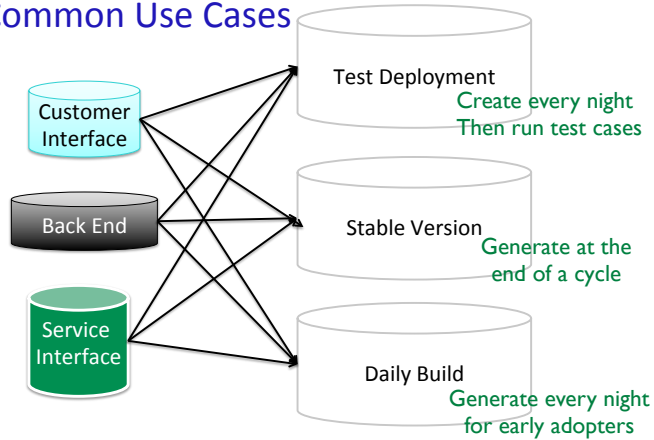 ommon Use Cases
Customer
Interface
Back End
Service
Interface
Test Deployment
Create every night
Then run test cases
Stable Version
Generate at the
end of a cycle
Daily Build
Generate every night
for early adopters